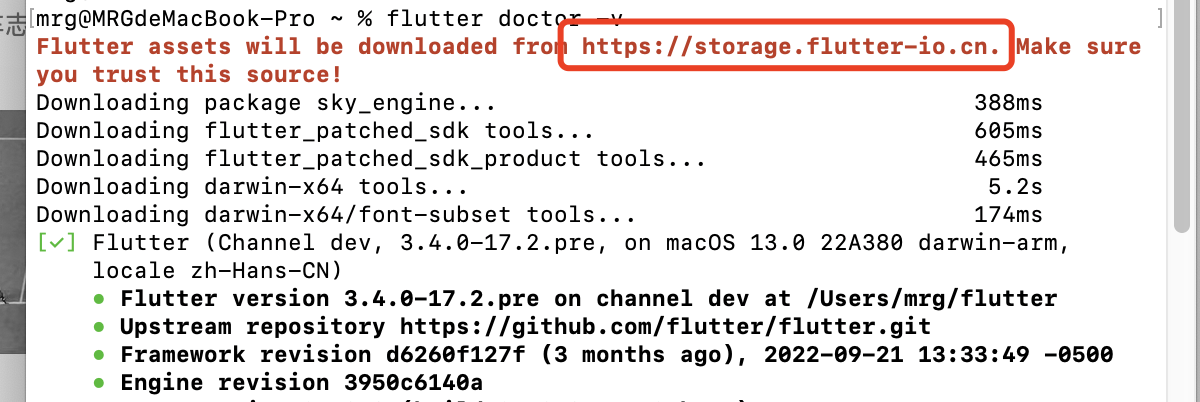 mrg@MRGdeMacBook-Pro ~ % flutter doctor -v
Flutter assets will be downloaded from https://storage.flutter-io.cn. Make sure
you trust this source!
Downloading package sky_engine... 388ms
Downloading flutter_patched_sdk tools... 605ms
Downloading flutter_patched_sdk_product tools... 465ms
Downloading darwin-x64 tools... 5.2s
Downloading darwin-x64/font-subset tools... 174ms
[✓] Flutter (Channel dev, 3.4.0-17.2.pre, on macOS 13.0 22A380 darwin-arm,
locale zh-Hans-CN)
• Flutter version 3.4.0-17.2.pre on channel dev at /Users/mrg/flutter
• Upstream repository https://github.com/flutter/flutter.git
• Framework revision d6260f127f (3 months ago), 2022-09-21 13:33:49 -0500
• Engine revision 3950c6140a